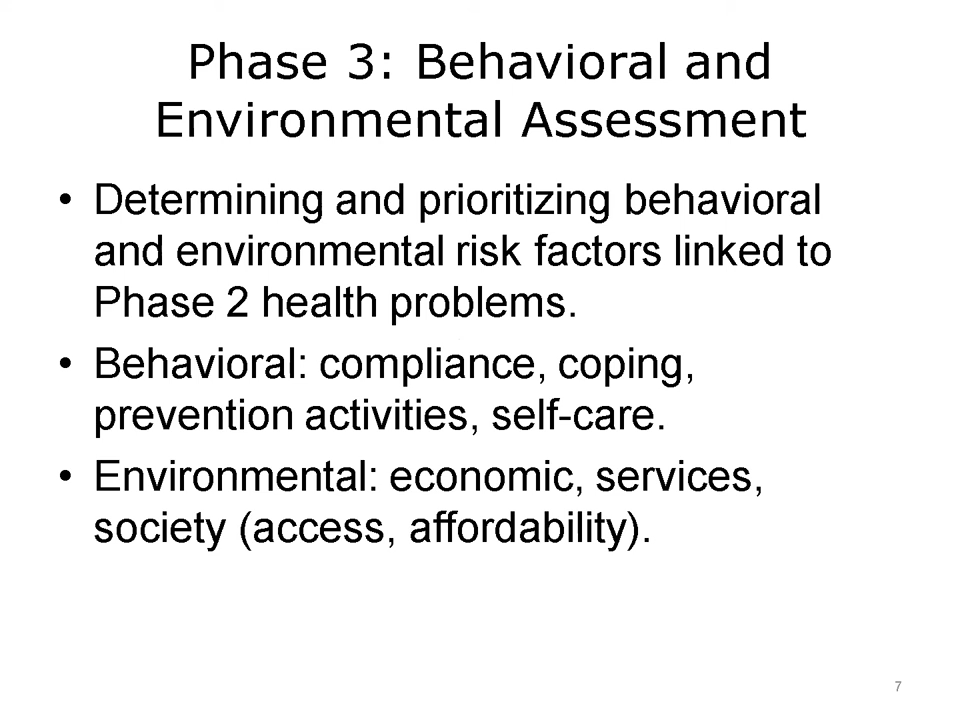 Phase 3: Behavioral and
Environmental Assessment
• Determining and prioritizing behavioral
and environmental risk factors linked to
Phase 2 health problems.
• Behavioral: compliance, coping,
prevention activities, self-care.
• Environmental: economic, services,
society (access, affordability).
7